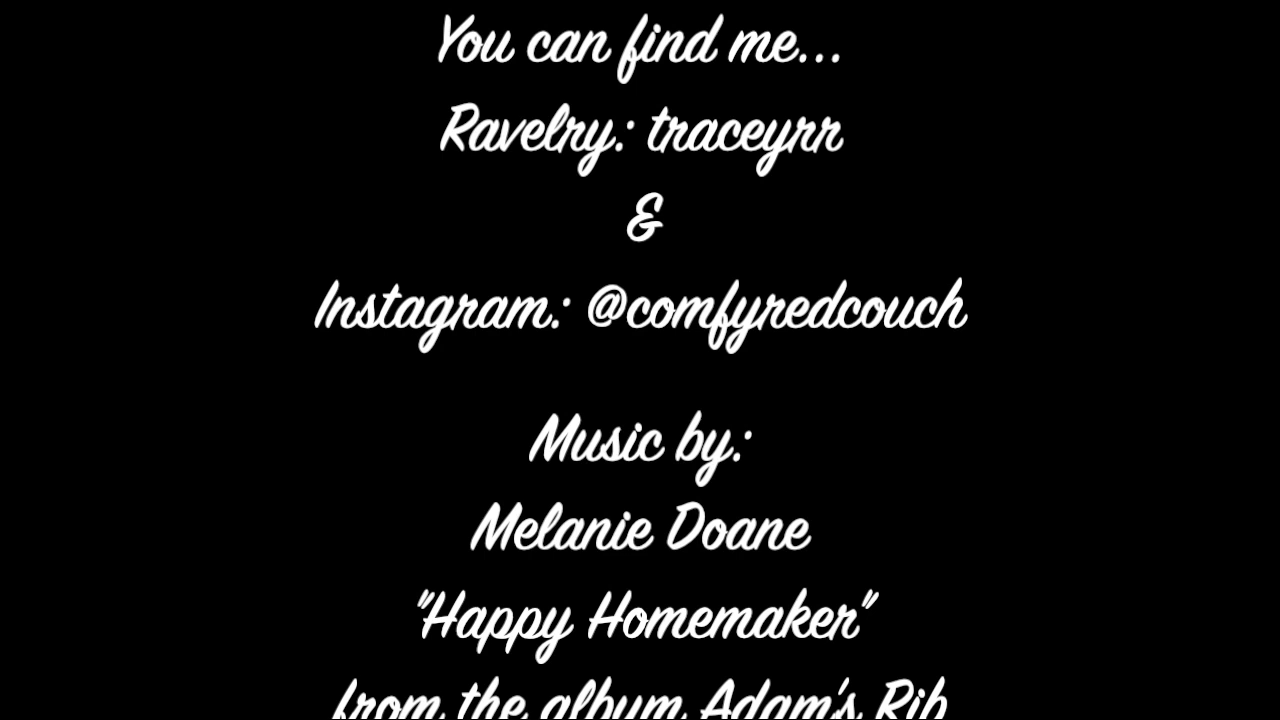 You can find me...
Ravelry: traceyrr
&
Instagram: @comfyredcouch
Music by:
Melanie Doane
"Happy Homemaker"
from the album Adam's Rib